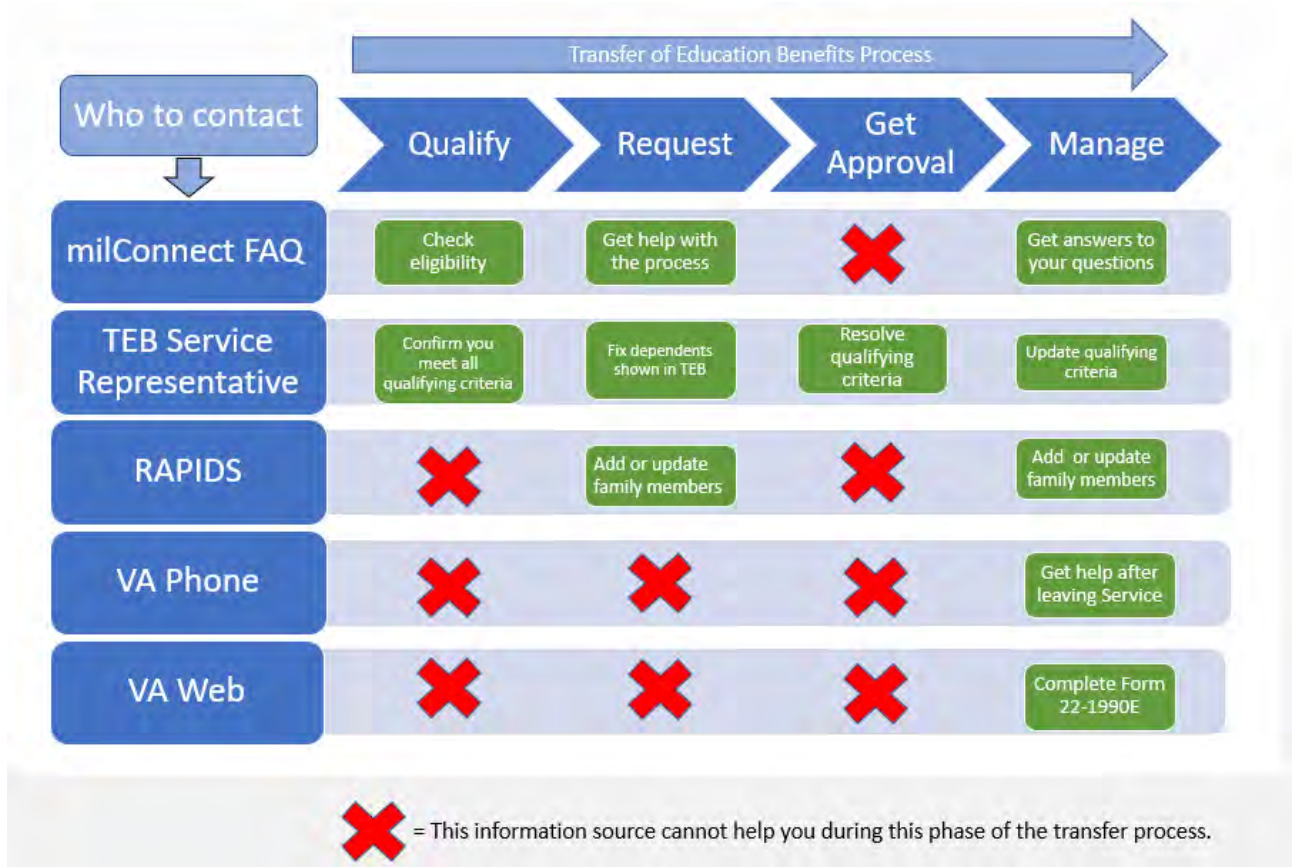 Transfer of Education Benefits Process
Who to contact
Qualify
Request
Get
Approval
Manage
milConnect FAQ
Check
eligibility
Get help with
the process
Get answers to
your questions
TEB Service
Representative
Confirm you
meet all
qualifying criteria
Fix dependents
shown in TEB
Resolve
qualifying
criteria
Update qualifying
criteria
RAPIDS
Add or update
family members
Add or update
family members
VA Phone
Get help after
leaving Service
VA Web
Complete Form
22-1990E
= This information source cannot help you during this phase of the transfer process.